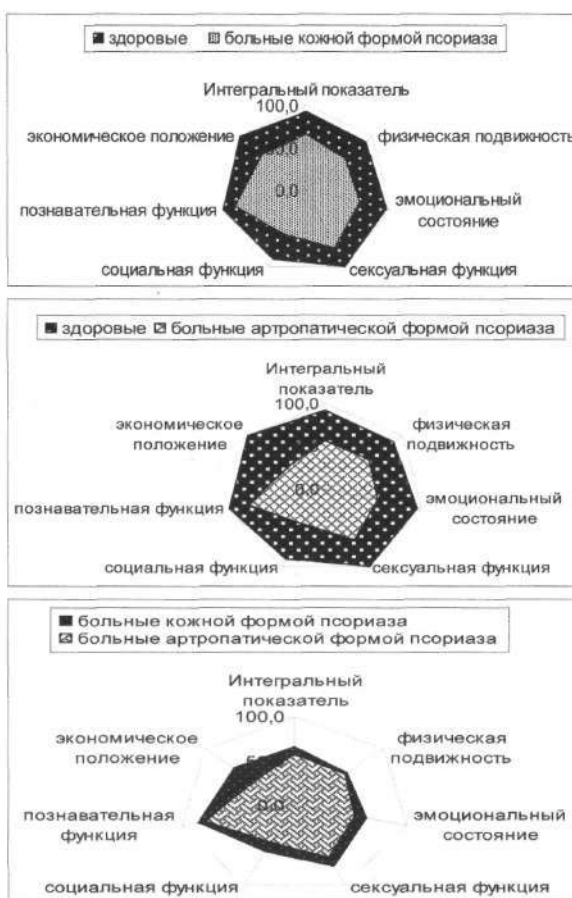 здоровые больные кожной формой псориаза
Интегральный показатель
100,0
экономическое положение
физическая подвижность
0,0
познавательная функция
эмоциональный
состояние
социальная функция
сексуальная функция
здоровые больные артропатической формой псориаза
Интегральный
показатель
100,0
экономическое
положение
физическая
подвижность
0,0
познавательная функция
эмоциональный
состояние
социальная функция
сексуальная функция
больные кожной формой псориаза
больные артропатической формой псориаза
Интегральный
показатель
100,0
экономическое
положение
физическая
подвижность
0,0
познавательная
функция
эмоциональный
состояние
социальная функция
сексуальная функция